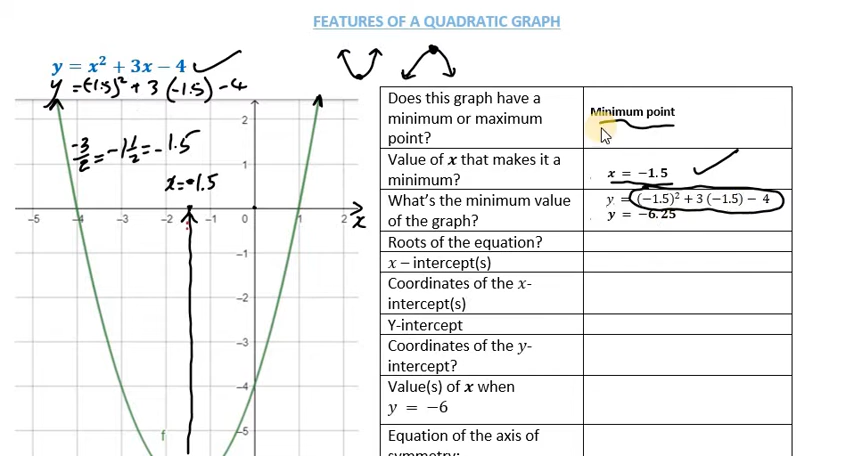 FEATURES OF A QUADRATIC GRAPH
y = x² + 3x − 4
y = (-1.5)² + 3 (-1.5) - 4
-3/2 = -1 1/2 = -1.5
x = -1.5
2
1
-5 -4 -3 -2 -1 0 1 2 x
-1
-2
-3
-4
-5
f
Does this graph have a
minimum or maximum
point?
Minimum point
Value of x that makes it a
minimum?
x = −1.5
What's the minimum value
of the graph?
y = (−1.5)² + 3 (−1.5) − 4
y = −6.25
Roots of the equation?
x – intercept(s)
Coordinates of the x-
intercept(s)
Y-intercept
Coordinates of the y-
intercept?
Value(s) of x when
y = −6
Equation of the axis of
symmetry: